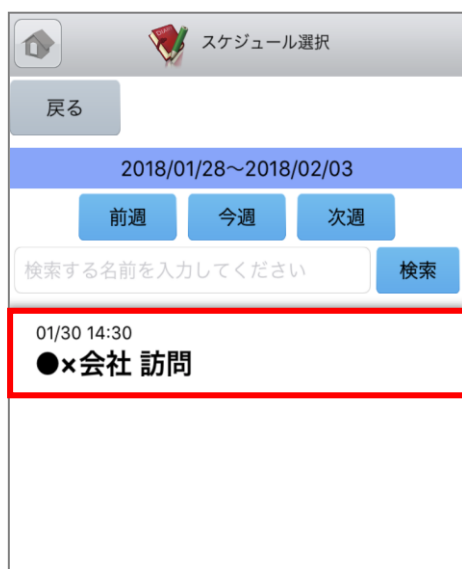 スケジュール選択
戻る
2018/01/28～2018/02/03
前週 今週 次週
検索する名前を入力してください 検索
01/30 14:30
●×会社 訪問